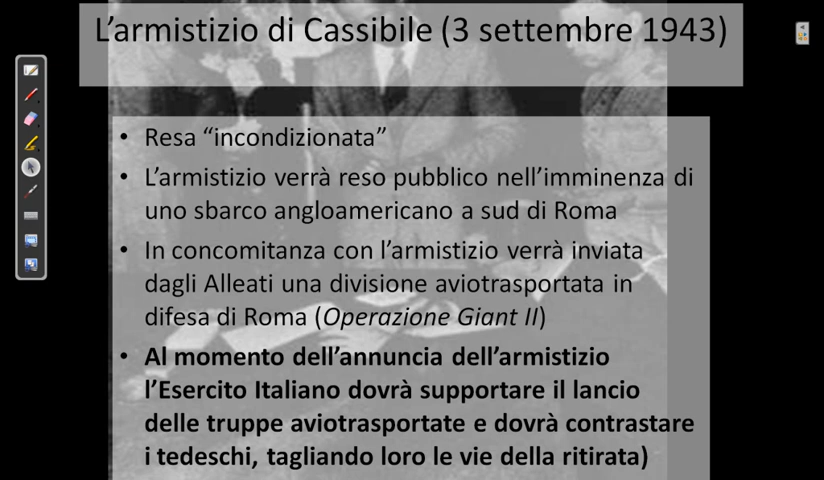 L’armistizio di Cassibile (3 settembre 1943)
• Resa “incondizionata”
• L’armistizio verrà reso pubblico nell’imminenza di
uno sbarco angloamericano a sud di Roma
• In concomitanza con l’armistizio verrà inviata
dagli Alleati una divisione aviotrasportata in
difesa di Roma (Operazione Giant II)
• Al momento dell’annuncia dell’armistizio
l’Esercito Italiano dovrà supportare il lancio
delle truppe aviotrasportate e dovrà contrastare
i tedeschi, tagliando loro le vie della ritirata)